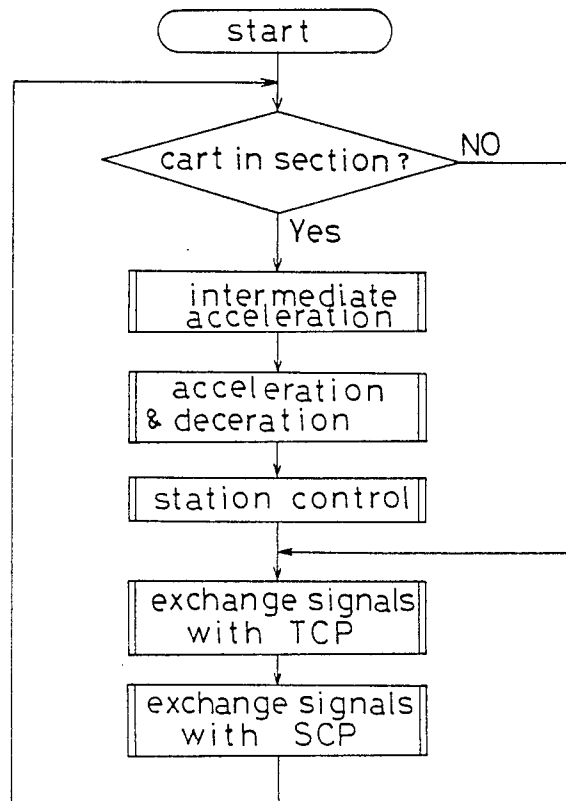 start
cart in section?
NO
Yes
intermediate
acceleration
acceleration
& deceration
station control
exchange signals
with TCP
exchange signals
with SCP